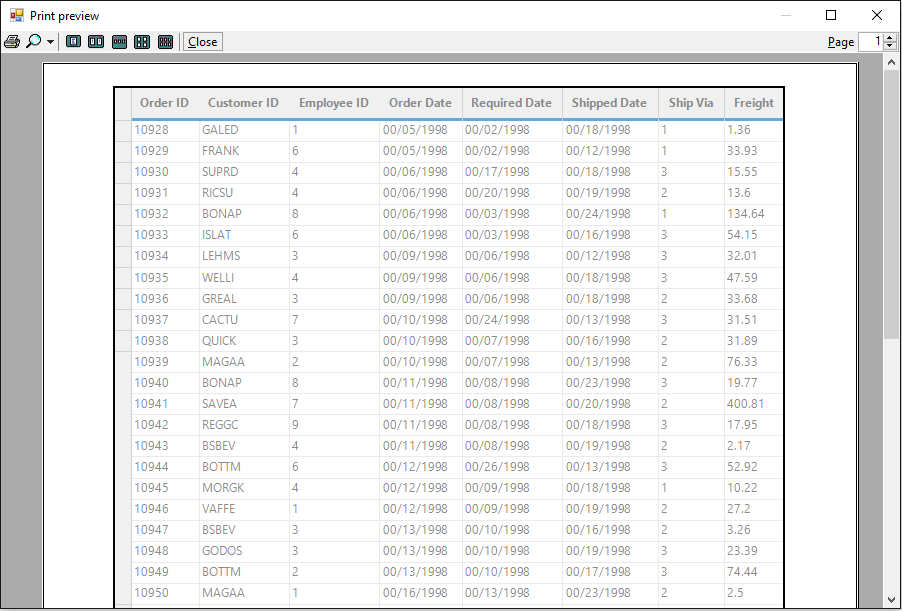 Print preview
Close Page 1
Order ID Customer ID Employee ID Order Date Required Date Shipped Date Ship Via Freight
10928 GALED 1 00/05/1998 00/02/1998 00/18/1998 1 1.36
10929 FRANK 6 00/05/1998 00/02/1998 00/12/1998 1 33.93
10930 SUPRD 4 00/06/1998 00/17/1998 00/18/1998 3 15.55
10931 RICSU 4 00/06/1998 00/20/1998 00/19/1998 2 13.6
10932 BONAP 8 00/06/1998 00/03/1998 00/24/1998 1 134.64
10933 ISLAT 6 00/06/1998 00/03/1998 00/16/1998 3 54.15
10934 LEHMS 3 00/09/1998 00/06/1998 00/12/1998 3 32.01
10935 WELLI 4 00/09/1998 00/06/1998 00/18/1998 3 47.59
10936 GREAL 3 00/09/1998 00/06/1998 00/18/1998 2 33.68
10937 CACTU 7 00/10/1998 00/24/1998 00/13/1998 3 31.51
10938 QUICK 3 00/10/1998 00/07/1998 00/16/1998 2 31.89
10939 MAGAA 2 00/10/1998 00/07/1998 00/13/1998 2 76.33
10940 BONAP 8 00/11/1998 00/08/1998 00/23/1998 3 19.77
10941 SAVEA 7 00/11/1998 00/08/1998 00/20/1998 2 400.81
10942 REGGC 9 00/11/1998 00/08/1998 00/18/1998 3 17.95
10943 BSBEV 4 00/11/1998 00/08/1998 00/19/1998 2 2.17
10944 BOTTM 6 00/12/1998 00/26/1998 00/13/1998 3 52.92
10945 MORGK 4 00/12/1998 00/09/1998 00/18/1998 1 10.22
10946 VAFFE 1 00/12/1998 00/09/1998 00/19/1998 2 27.2
10947 BSBEV 3 00/13/1998 00/10/1998 00/16/1998 2 3.26
10948 GODOS 3 00/13/1998 00/10/1998 00/19/1998 3 23.39
10949 BOTTM 2 00/13/1998 00/10/1998 00/17/1998 3 74.44
10950 MAGAA 1 00/16/1998 00/13/1998 00/23/1998 2 2.5